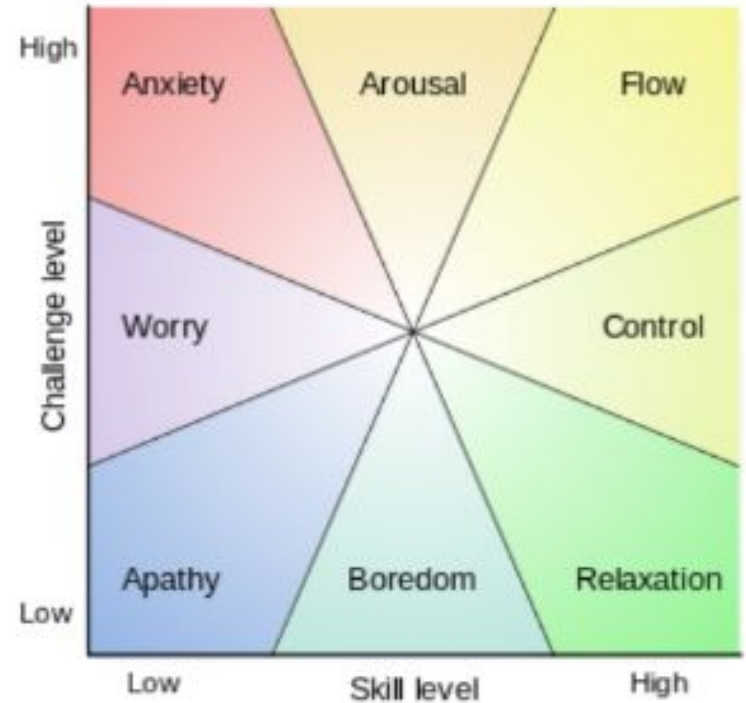 High
Anxiety
Arousal
Flow
Challenge level
Worry
Control
Apathy
Boredom
Relaxation
Low
Low
Skill level
High